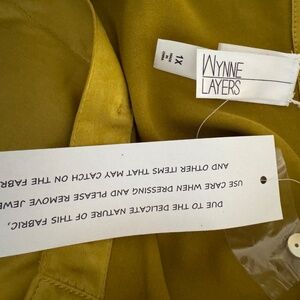 WYNNE
LAYERS
1X
DUE TO THE DELICATE NATURE OF THIS FABRIC,
USE CARE WHEN DRESSING AND PLEASE REMOVE
AND OTHER ITEMS THAT MAY CATCH ON THE